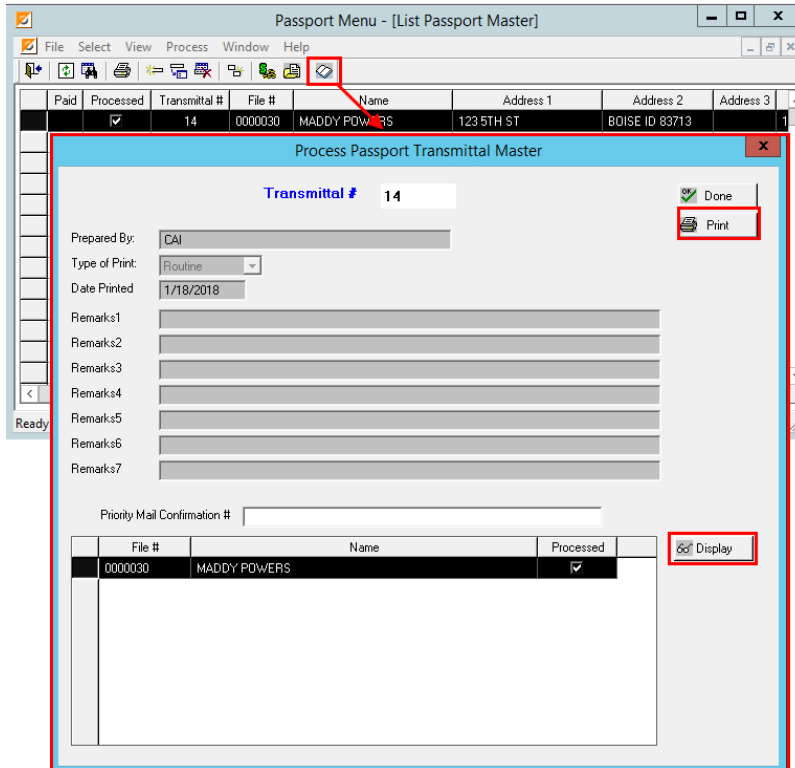 Passport Menu - [List Passport Master]
File Select View Process Window Help
Paid Processed Transmittal # File # Name Address 1 Address 2 Address 3
14 0000030 MADDY POWERS 123 5TH ST BOISE ID 83713 1
Process Passport Transmittal Master
Transmittal # 14
OK Done
Print
Prepared By: CAI
Type of Print: Routine
Date Printed 1/18/2018
Remarks1
Remarks2
Remarks3
Remarks4
Remarks5
Remarks6
Remarks7
Ready
Priority Mail Confirmation #
File # Name Processed
Display
0000030 MADDY POWERS